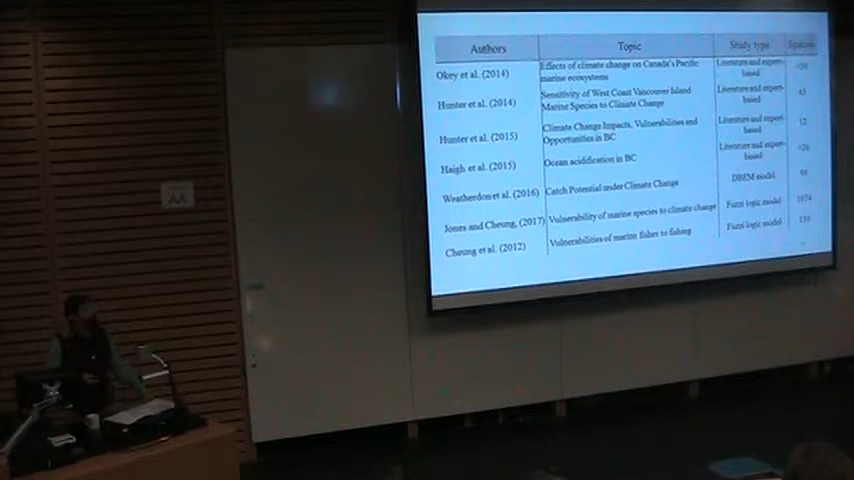 Authors Topic Study type Species
Okey et al. (2014) Effects of climate change on Canada's Pacific marine ecosystems Literature and expert-based
Hunter et al. (2014) Sensitivity of West Coast Vancouver Island Marine Species to Climate Change Literature and expert-based
Hunter et al. (2015) Climate Change Impacts, Vulnerabilities and Opportunities in BC Literature and expert-based 12
Haigh et al. (2015) Ocean acidification in BC Literature and expert-based
Weatherdon et al. (2016) Catch Potential under Climate Change DBEM model 98
Jones and Cheung, (2017) Vulnerability of marine species to climate change Fuzzi logic model 1074
Cheung et al. (2012) Vulnerabilities of marine fishes to fishing Fuzzi logic model
AA